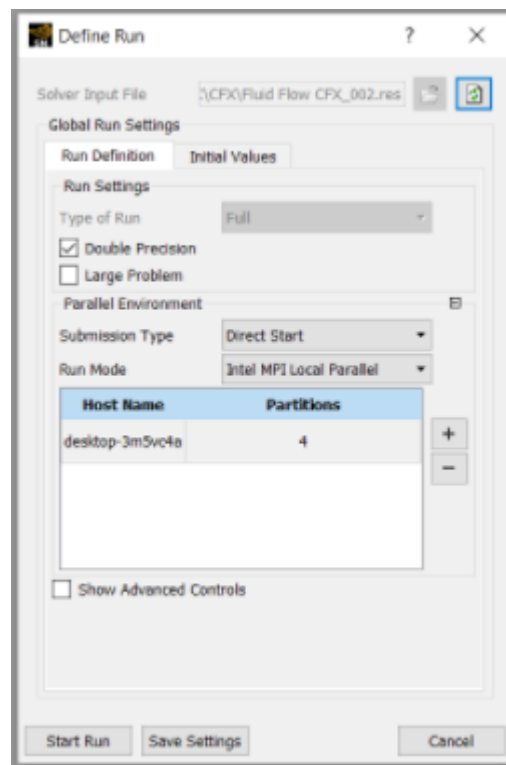 Define Run
Solver Input File :\CFX\Fluid Flow CFX_002.res
Global Run Settings
Run Definition Initial Values
Run Settings
Type of Run Full
Double Precision
Large Problem
Parallel Environment
Submission Type Direct Start
Run Mode Intel MPI Local Parallel
Host Name Partitions
desktop-3m5vc4a 4
+
−
Show Advanced Controls
Start Run Save Settings Cancel